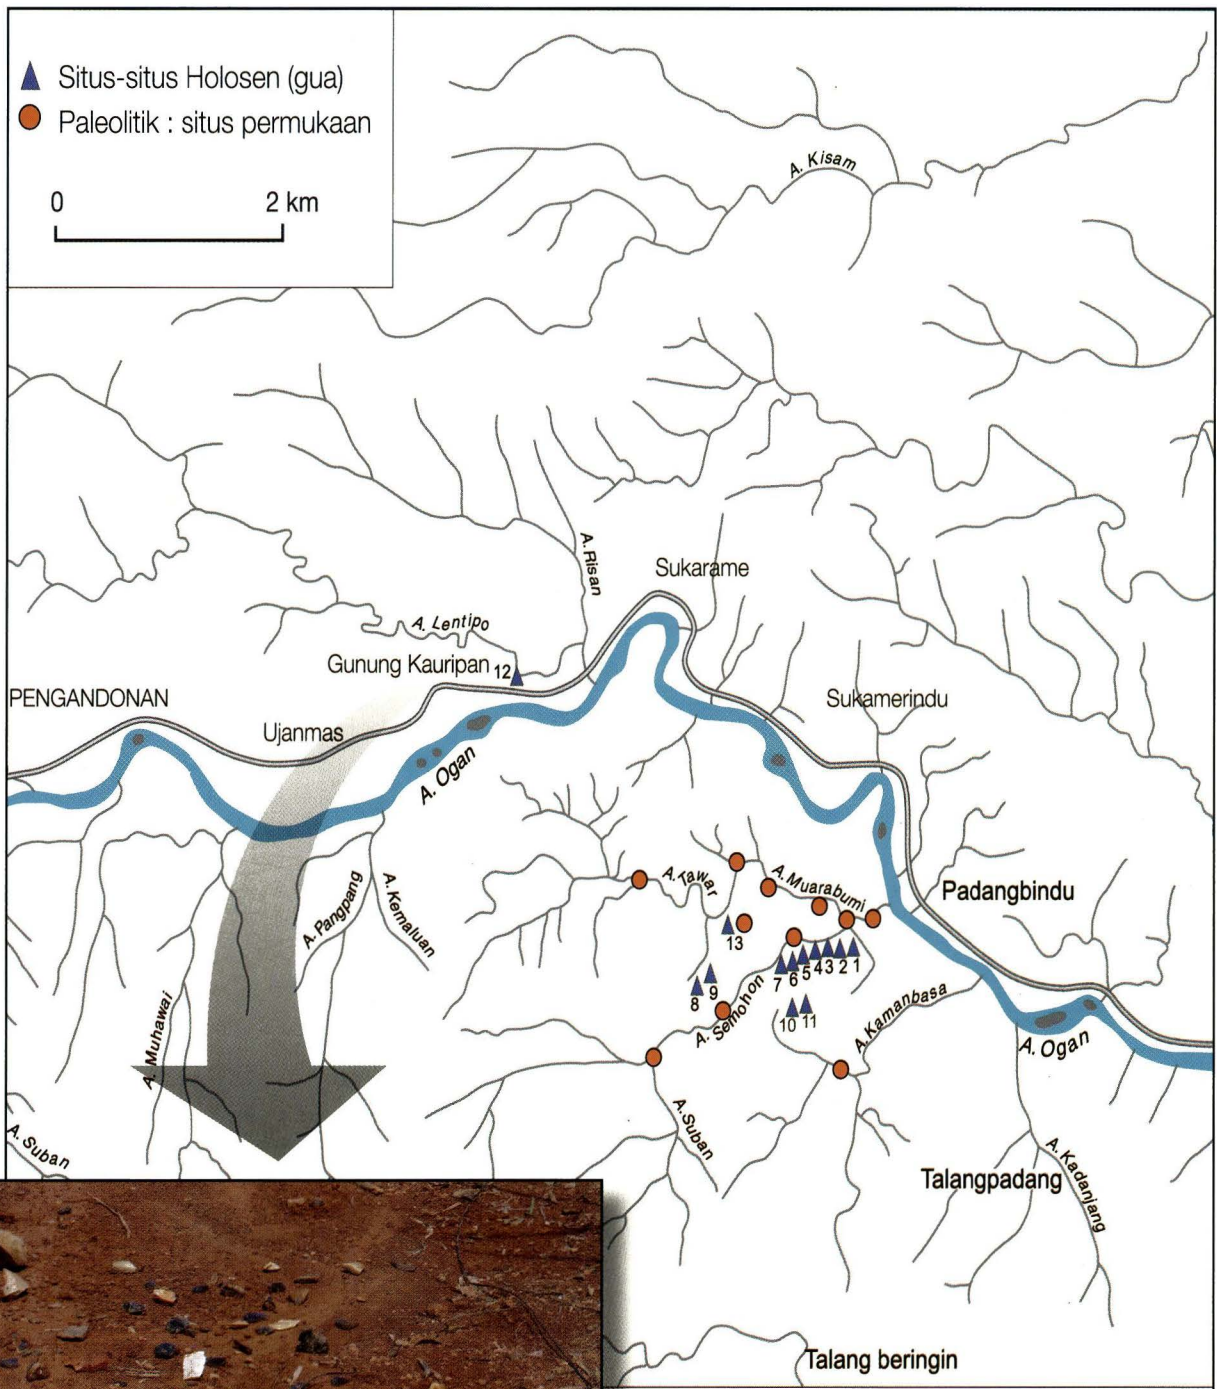 Situs-situs Holosen (gua)
Paleolitik : situs permukaan
0 2 km
A. Kisam
A. Risan
Sukarame
A. Lentipo
Gunung Kauripan 12
PENGANDONAN
Ujanmas
Sukamerindu
A. Ogan
A. Tawar
A. Muarabumi
Padangbindu
A. Pangpang
A. Kemaluan
13
7 6 5 4 3 2 1
8 9
10 11
A. Semohon
A. Kamanbasa
A. Muhawai
A. Ogan
A. Suban
A. Suban
A. Kadanjang
Talangpadang
Talang beringin